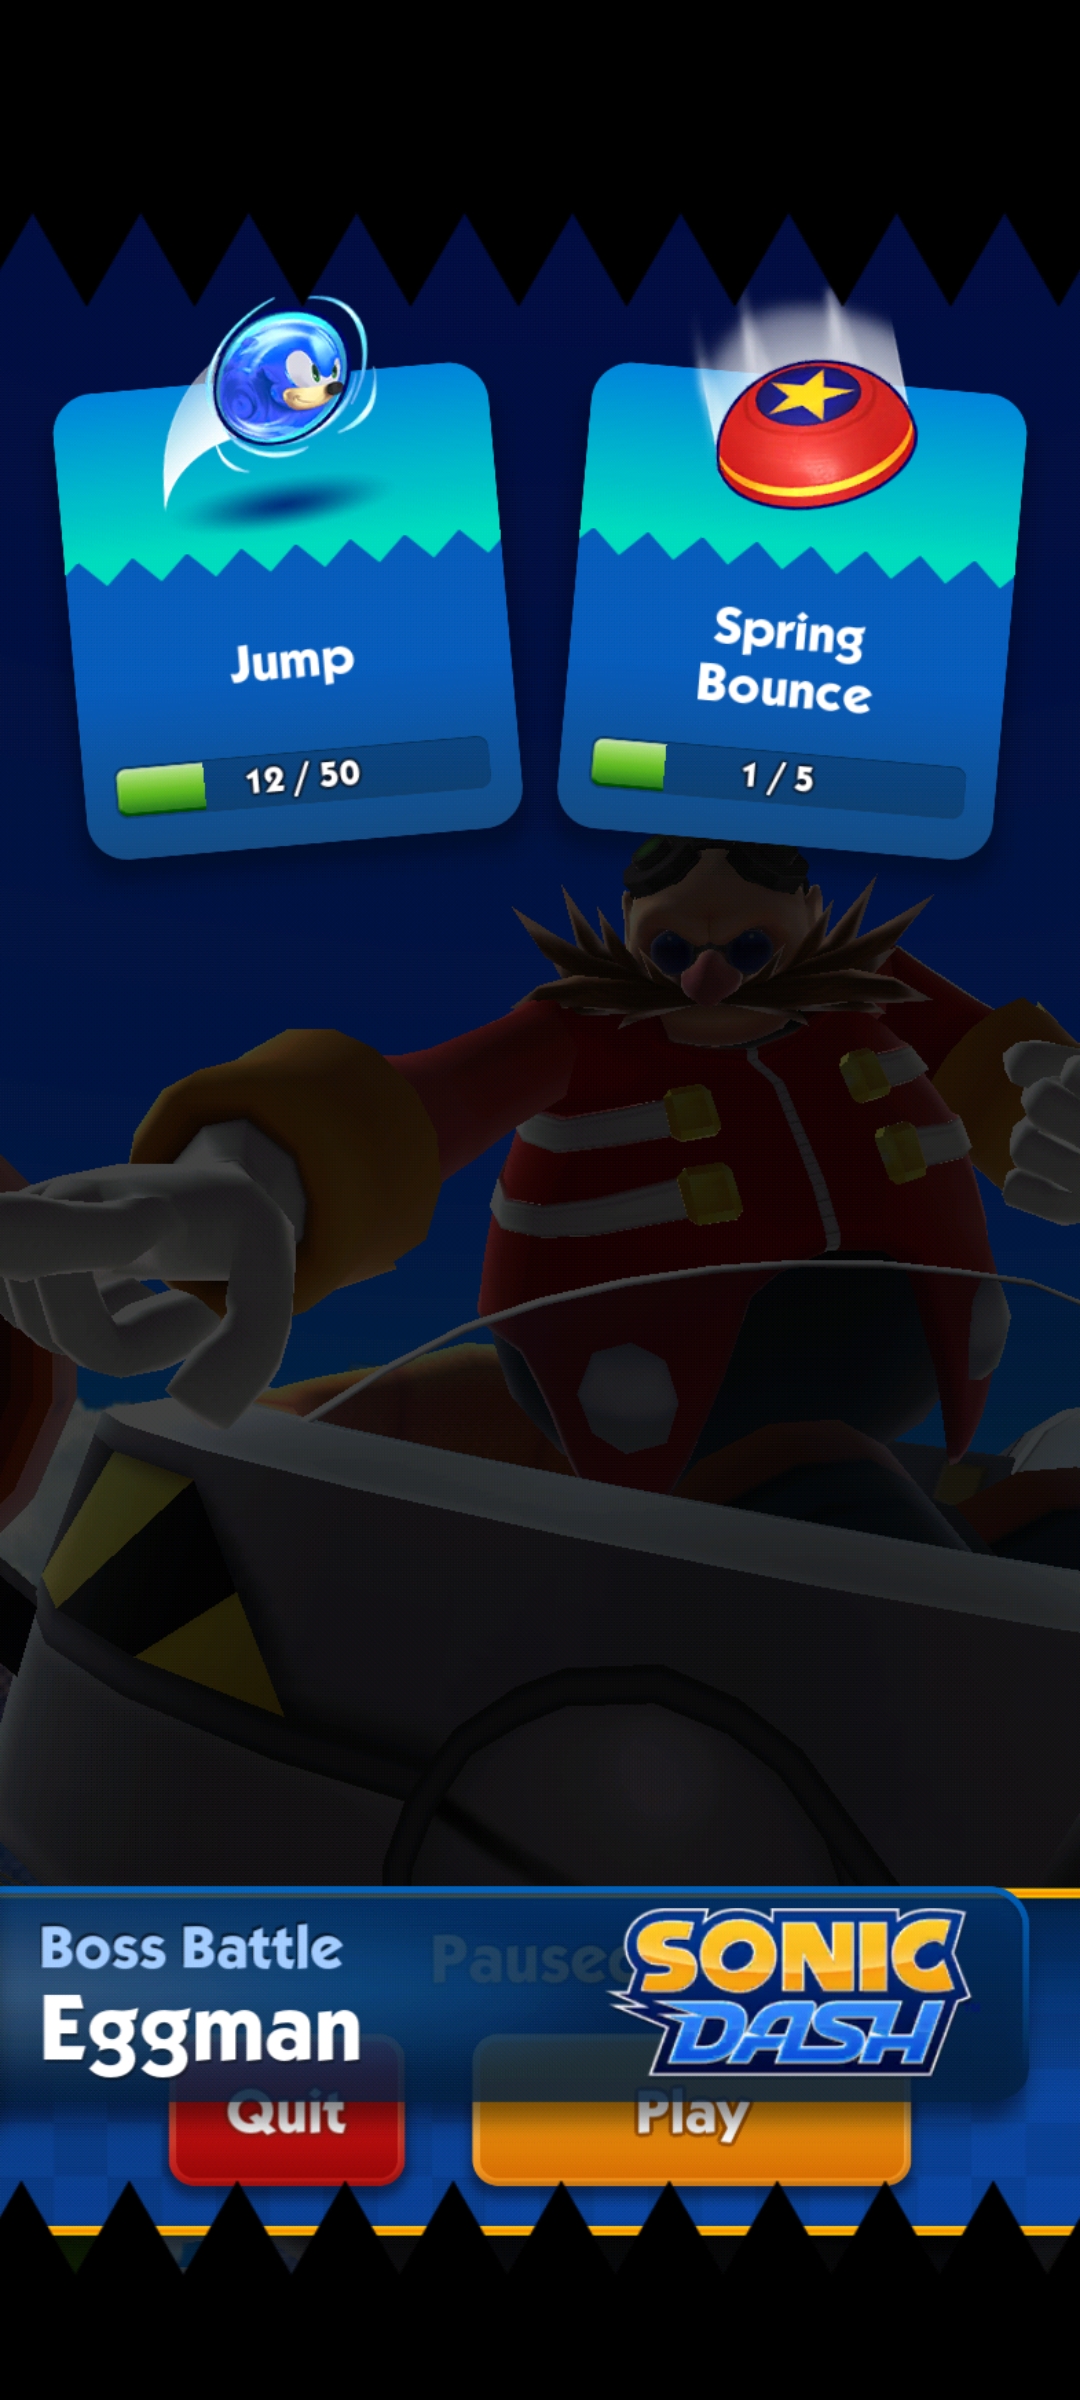 Jump
12 / 50
Spring
Bounce
1 / 5
Boss Battle
Eggman
Paused
SONIC
DASH
Quit
Play